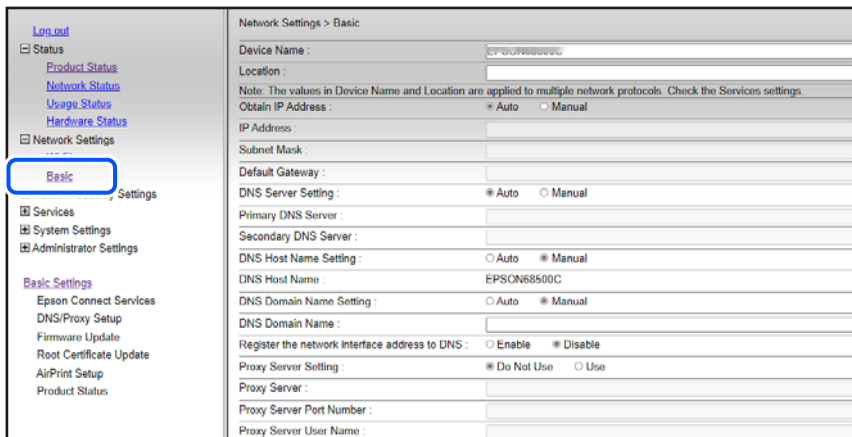 Log out
Status
Product Status
Network Status
Usage Status
Hardware Status
Network Settings
Basic
Settings
Services
System Settings
Administrator Settings
Basic Settings
Epson Connect Services
DNS/Proxy Setup
Firmware Update
Root Certificate Update
AirPrint Setup
Product Status
Network Settings > Basic
Device Name : EPSON68500C
Location :
Note: The values in Device Name and Location are applied to multiple network protocols. Check the Services settings.
Obtain IP Address : Auto Manual
IP Address :
Subnet Mask :
Default Gateway :
DNS Server Setting : Auto Manual
Primary DNS Server :
Secondary DNS Server :
DNS Host Name Setting : Auto Manual
DNS Host Name : EPSON68500C
DNS Domain Name Setting : Auto Manual
DNS Domain Name :
Register the network interface address to DNS : Enable Disable
Proxy Server Setting : Do Not Use Use
Proxy Server :
Proxy Server Port Number :
Proxy Server User Name :